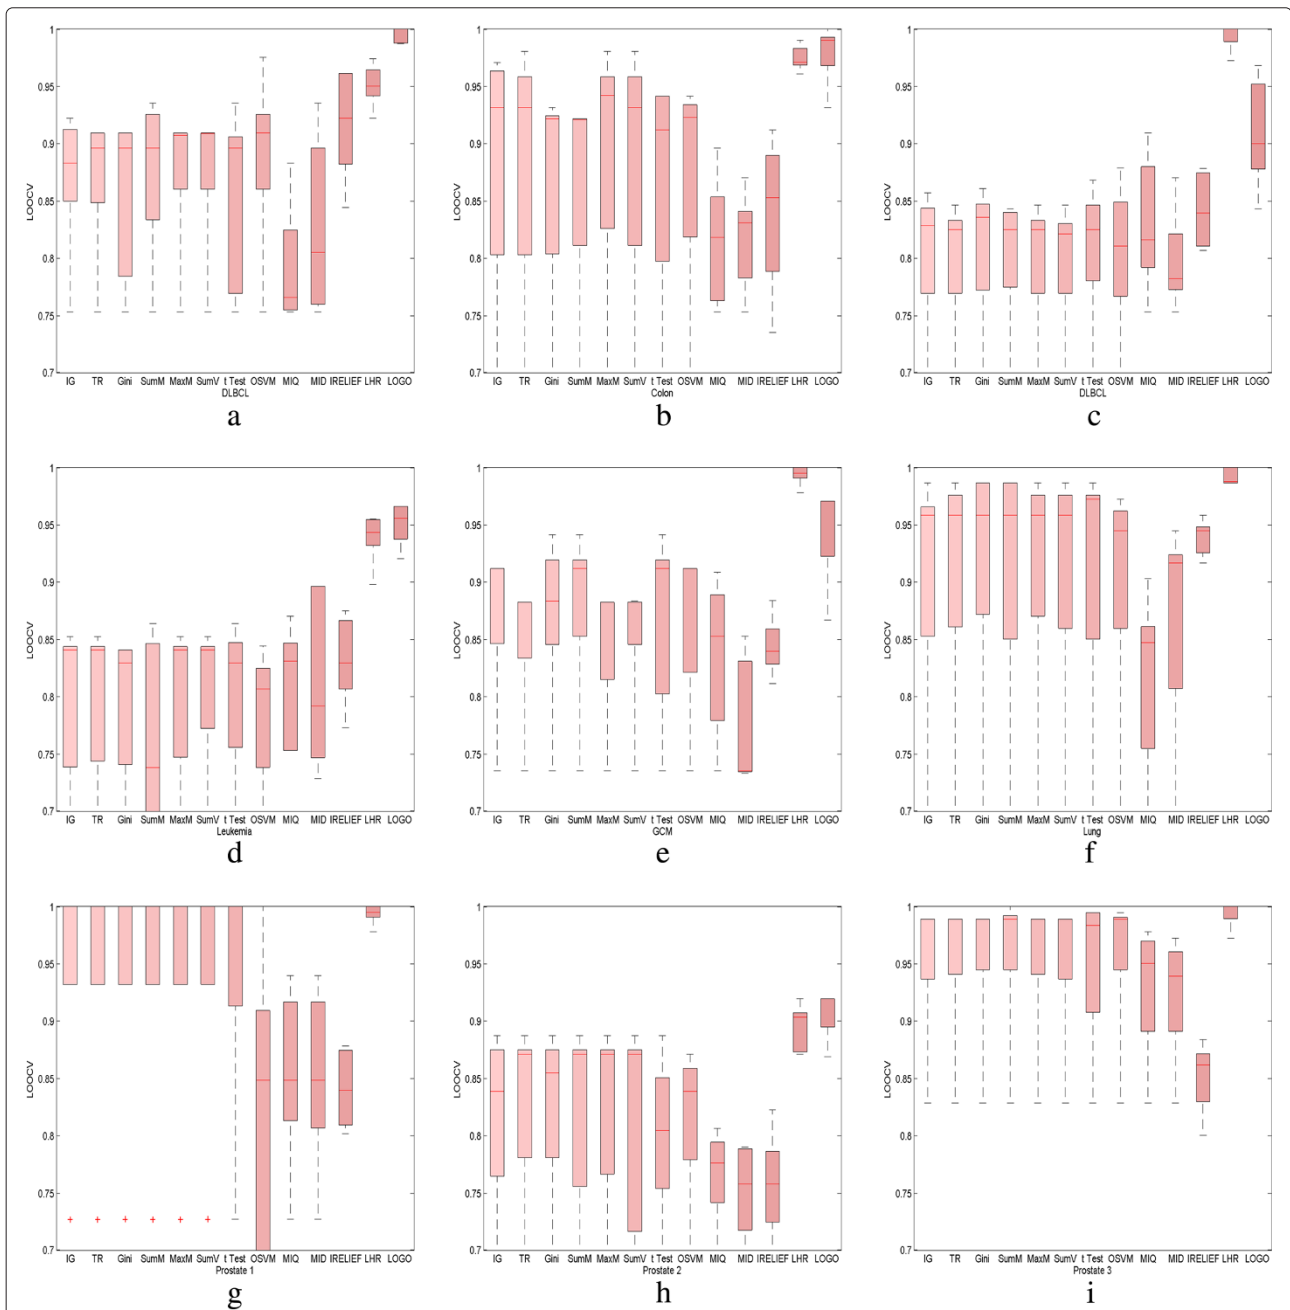 1 1 1
0.95 0.95 0.95
0.9 0.9 0.9
LOOCV 0.85 LOOCV 0.85 LOOCV 0.85
0.8 0.8 0.8
0.75 0.75 0.75
0.7 0.7 0.7
IG TR Gini SumM MaxM SumV t Test OSVM MIQ MID IRELIEF LHR LOGO IG TR Gini SumM MaxM SumV t Test OSVM MIQ MID IRELIEF LHR LOGO IG TR Gini SumM MaxM SumV t Test OSVM MIQ MID IRELIEF LHR LOGO
DLBCL Colon DLBCL
a b c
1 1 1
0.95 0.95 0.95
0.9 0.9 0.9
LOOCV 0.85 LOOCV 0.85 LOOCV 0.85
0.8 0.8 0.8
0.75 0.75 0.75
0.7 0.7 0.7
IG TR Gini SumM MaxM SumV t Test OSVM MIQ MID IRELIEF LHR LOGO IG TR Gini SumM MaxM SumV t Test OSVM MIQ MID IRELIEF LHR LOGO IG TR Gini SumM MaxM SumV t Test OSVM MIQ MID IRELIEF LHR LOGO
Leukemia GCM Lung
d e f
1 1 1
0.95 0.95 0.95
0.9 0.9 0.9
LOOCV 0.85 LOOCV 0.85 LOOCV 0.85
0.8 0.8 0.8
0.75 0.75 0.75
0.7 0.7 0.7
IG TR Gini SumM MaxM SumV t Test OSVM MIQ MID IRELIEF LHR LOGO IG TR Gini SumM MaxM SumV t Test OSVM MIQ MID IRELIEF LHR LOGO IG TR Gini SumM MaxM SumV t Test OSVM MIQ MID IRELIEF LHR LOGO
Prostate 1 Prostate 2 Prostate 3
g h i